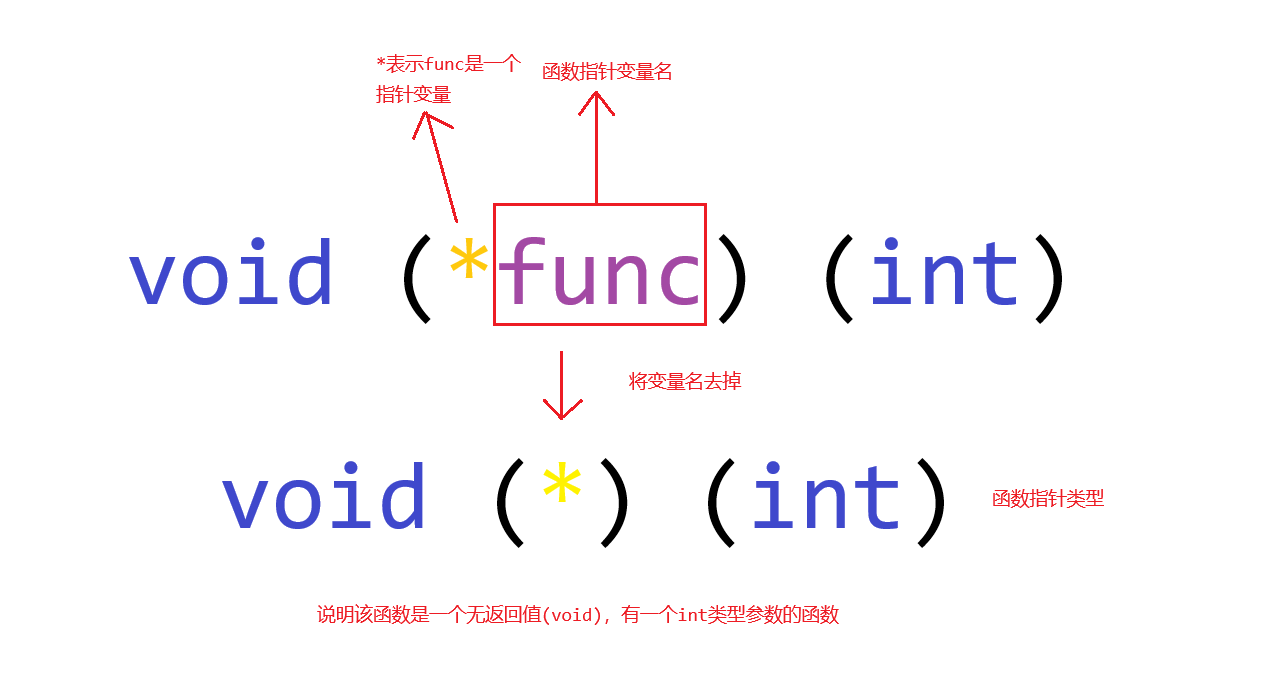 *表示func是一个
指针变量
函数指针变量名
void (*func) (int)
将变量名去掉
void (*) (int)
函数指针类型
说明该函数是一个无返回值(void), 有一个int类型参数的函数